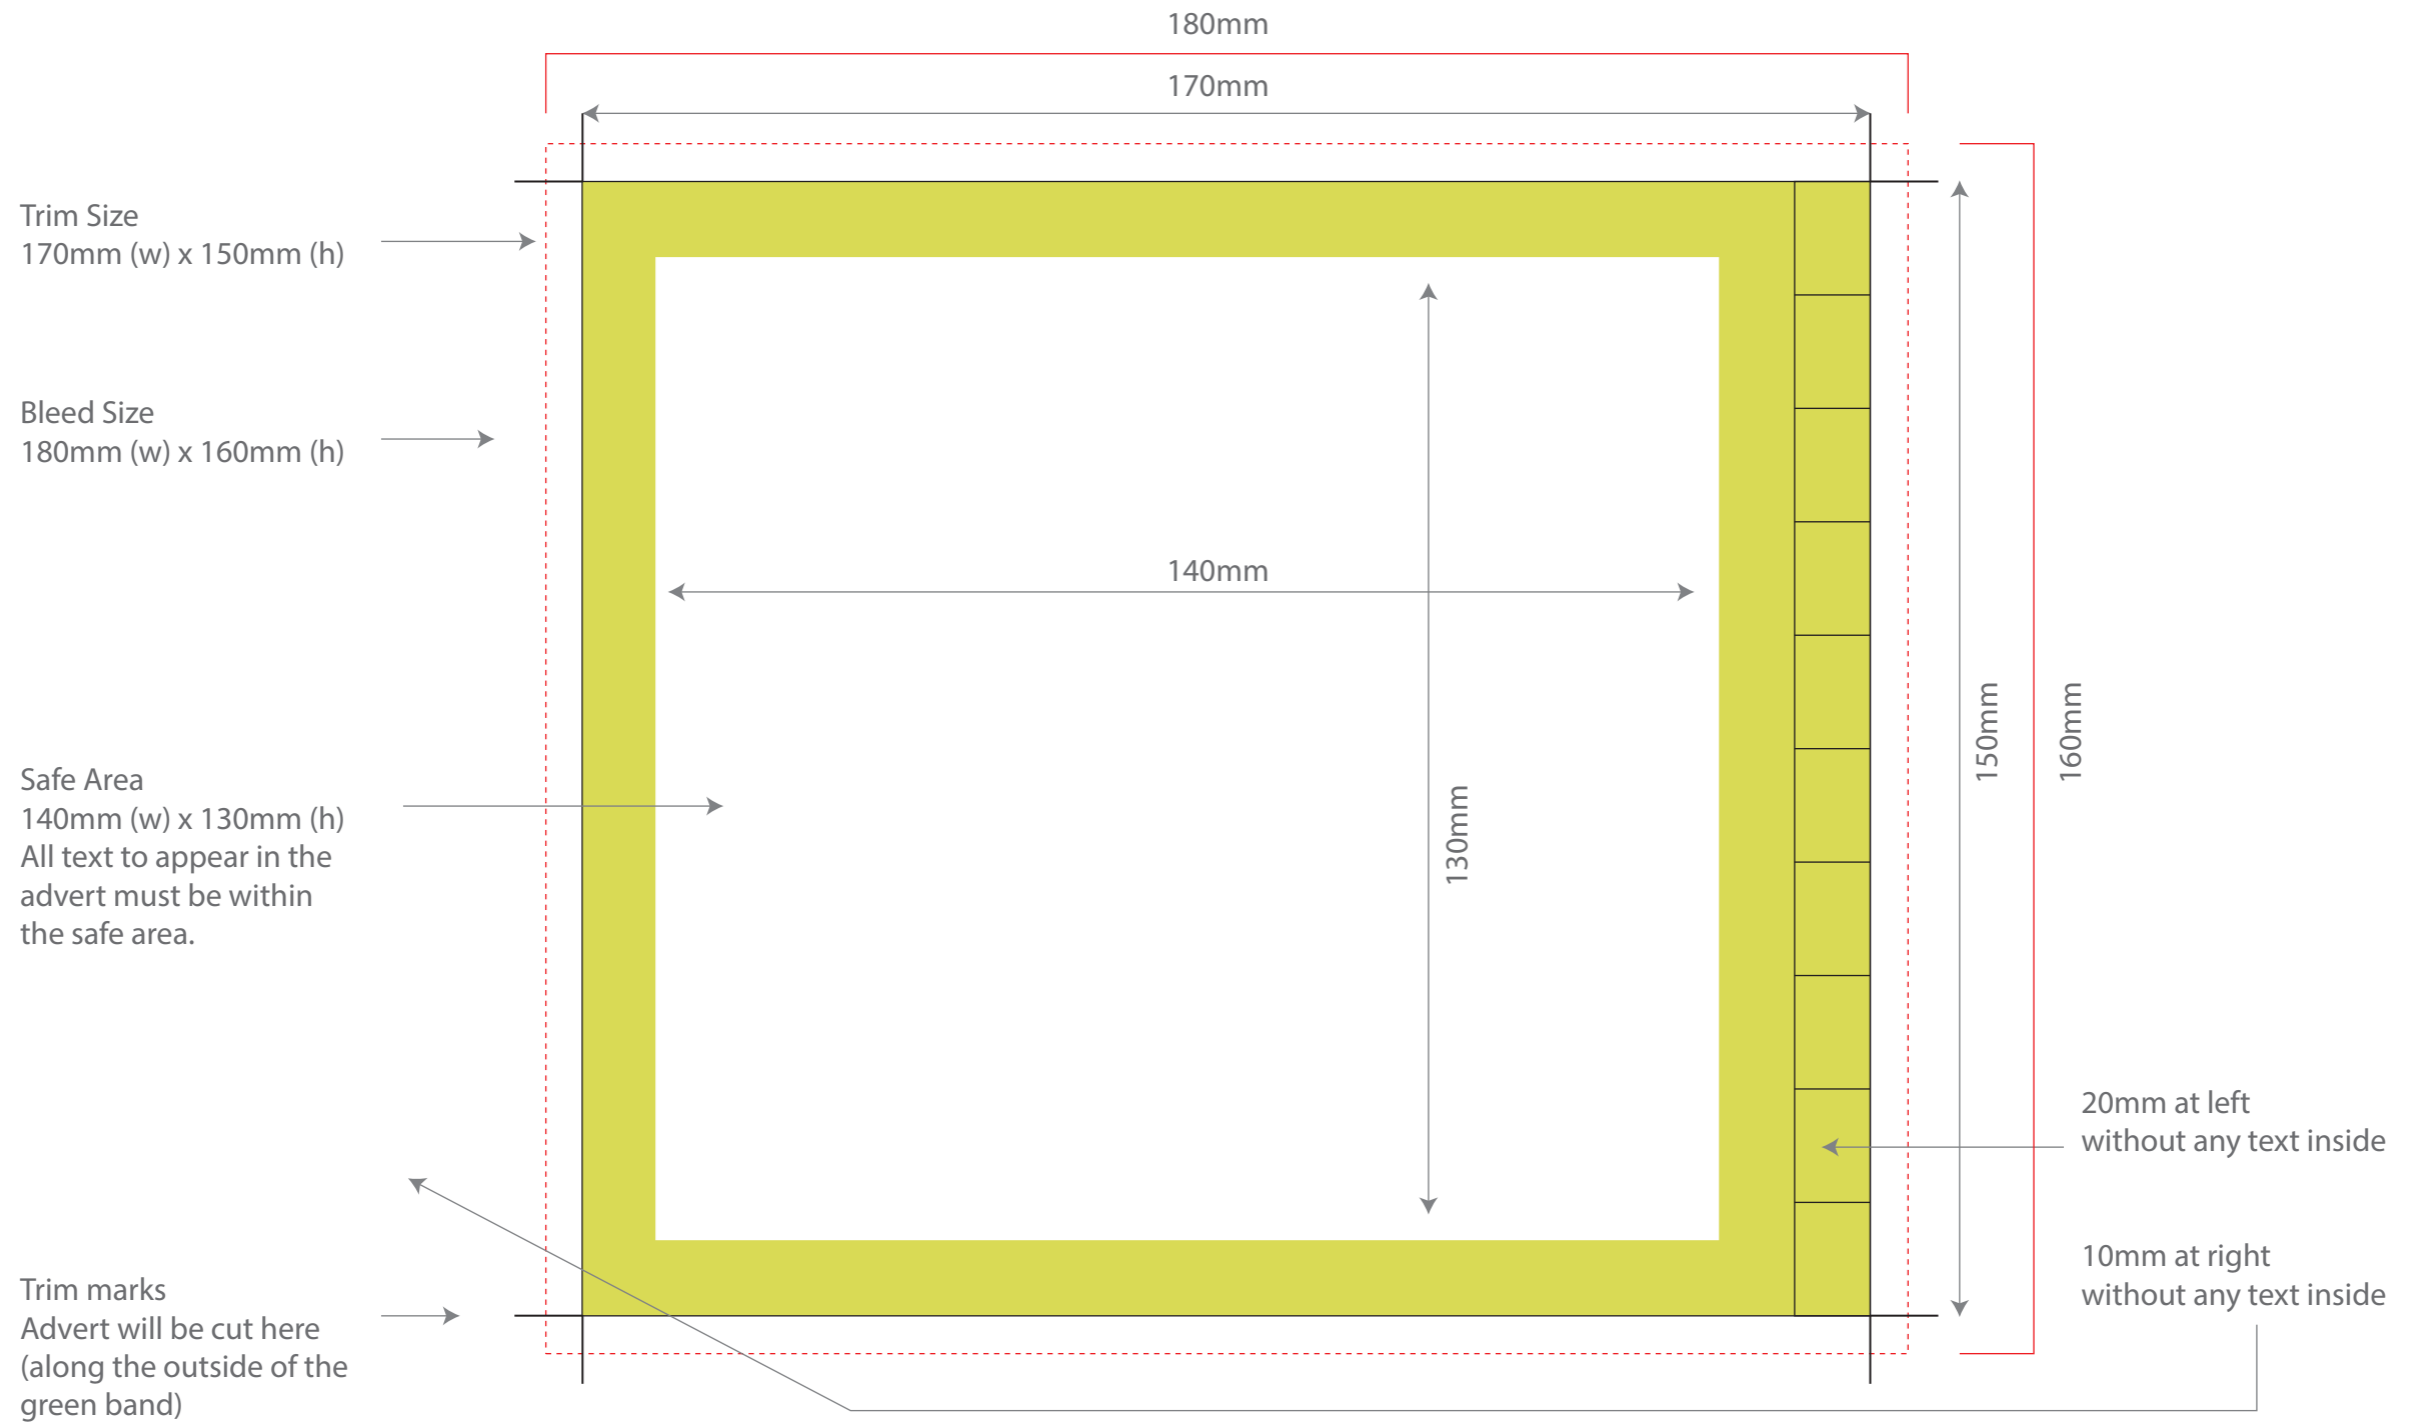 180mm
170mm
Trim Size
170mm (w) x 150mm (h)
Bleed Size
180mm (w) x 160mm (h)
140mm
150mm
160mm
Safe Area
140mm (w) x 130mm (h)
All text to appear in the
advert must be within
the safe area.
130mm
20mm at left
without any text inside
10mm at right
without any text inside
Trim marks
Advert will be cut here
(along the outside of the
green band)